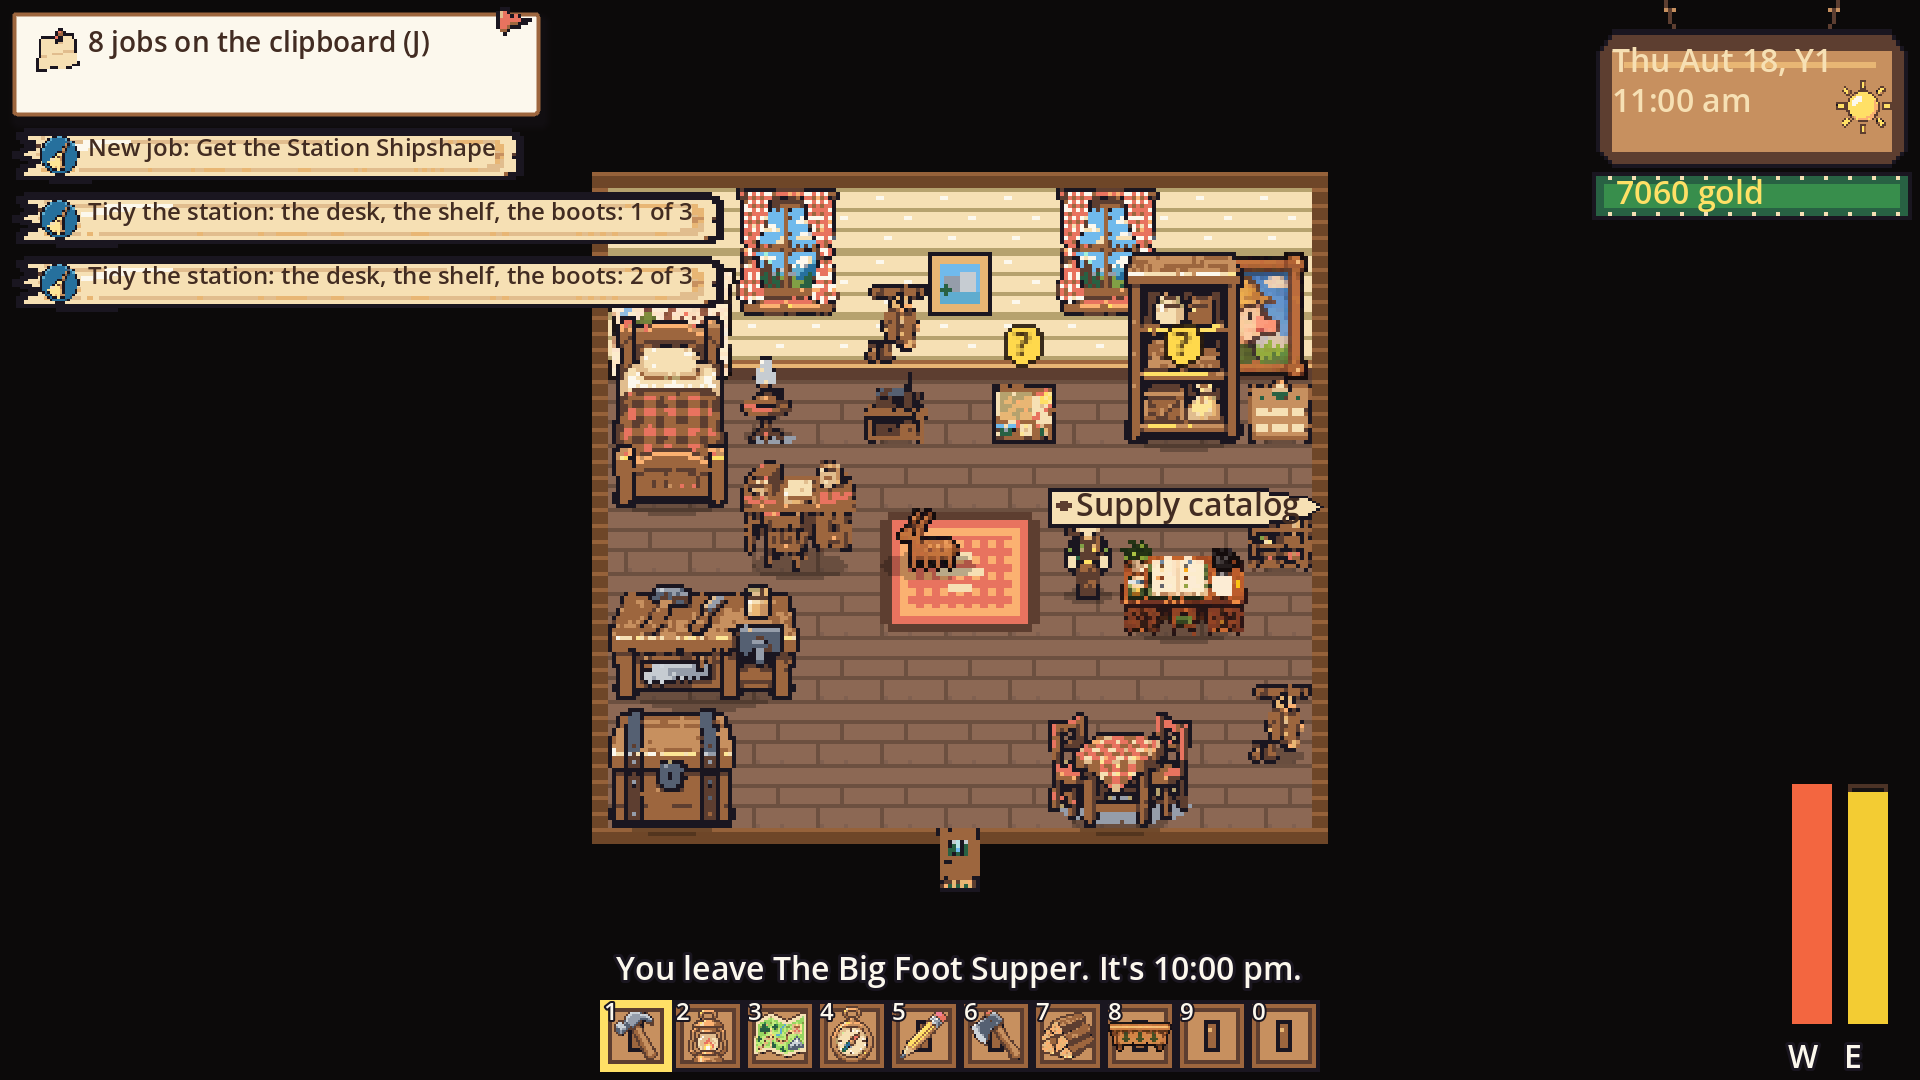 8 jobs on the clipboard (J)
New job: Get the Station Shipshape
Tidy the station: the desk, the shelf, the boots: 1 of 3
Tidy the station: the desk, the shelf, the boots: 2 of 3
Thu Aut 18, Y1
11:00 am
7060 gold
?
?
Supply catalog
You leave The Big Foot Supper. It's 10:00 pm.
1 2 3 4 5 6 7 8 9 0
W E